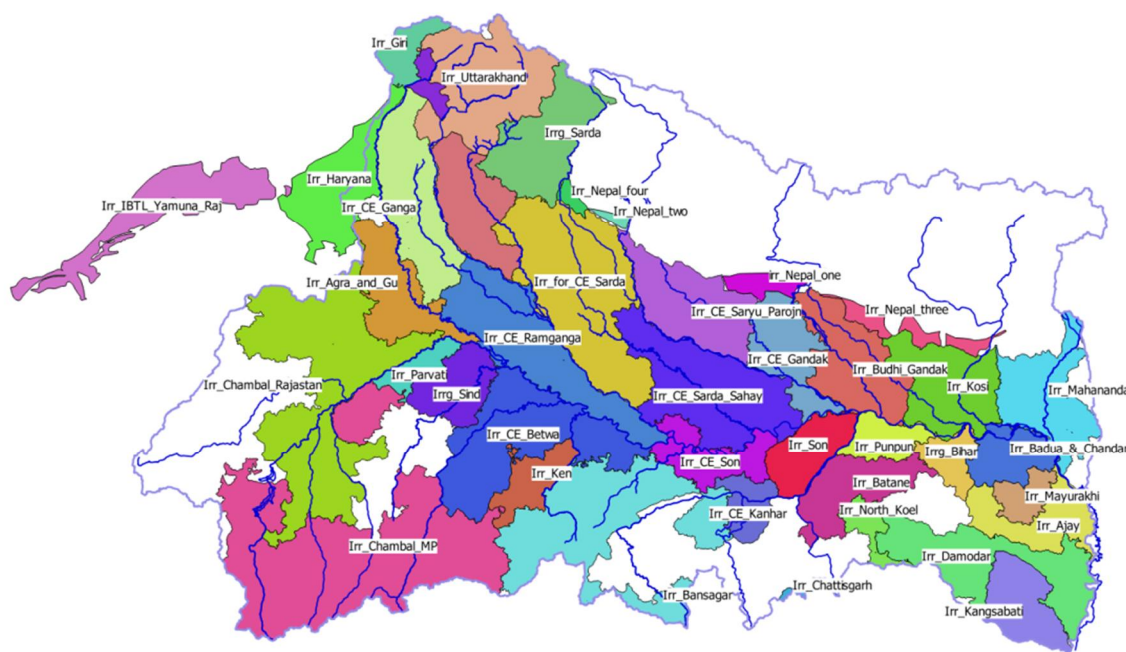 Irr_Giri
Irr_Uttarakhand
Irrg_Sarda
Irr_Haryana
Irr_Nepal_four
Irr_IBTL_Yamuna_Raj
Irr_CE_Ganga
Irr_Nepal_two
Irr_Agra_and_Gu
Irr_for_CE_Sarda
irr_Nepal_one
Irr_Nepal_three
Irr_CE_Saryu_Parojn
Irr_CE_Ramganga
Irr_CE_Gandak
Irr_Parvati
Irr_Budhi_Gandak
Irr_Chambal_Rajastan
Irrg_Sind
Irr_Kosi
Irr_Mahananda
Irr_CE_Sarda_Sahay
Irr_CE_Betwa
Irr_Son
Irr_Punpun
Irrg_Bihar
Irr_Badua_&_Chandan
Irr_CE_Son
Irr_Ken
Irr_Batane
Irr_Mayurakhi
Irr_CE_Kanhar
Irr_North_Koel
Irr_Ajay
Irr_Chambal_MP
Irr_Damodar
Irr_Chattisgarh
Irr_Bansagar
Irr_Kangsabati